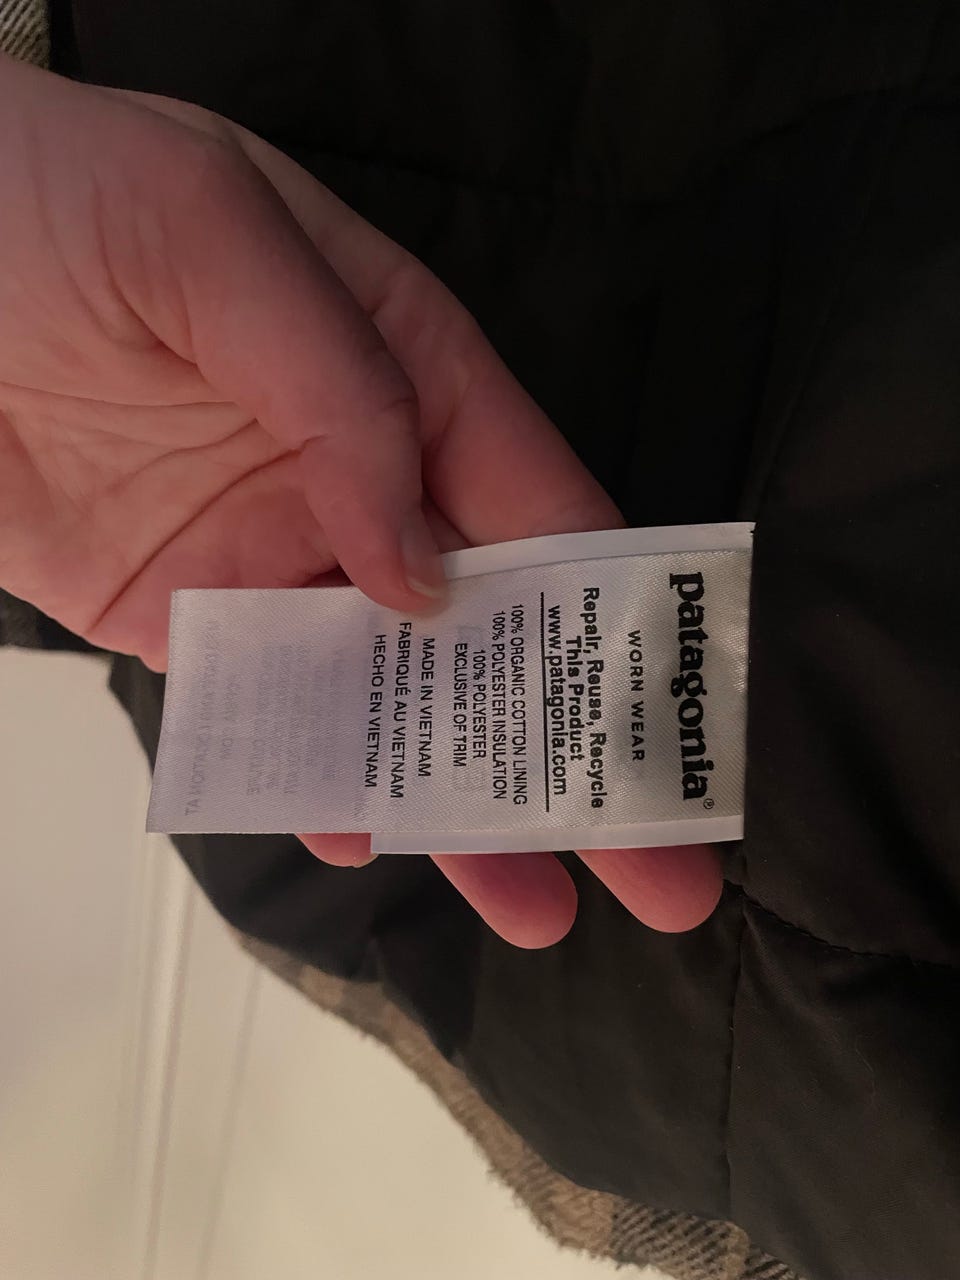 patagonia®
WORN WEAR
Repair, Reuse, Recycle
This Product
www.patagonia.com
100% ORGANIC COTTON LINING
100% POLYESTER INSULATION
100% POLYESTER
EXCLUSIVE OF TRIM
MADE IN VIETNAM
FABRIQUÉ AU VIETNAM
HECHO EN VIETNAM